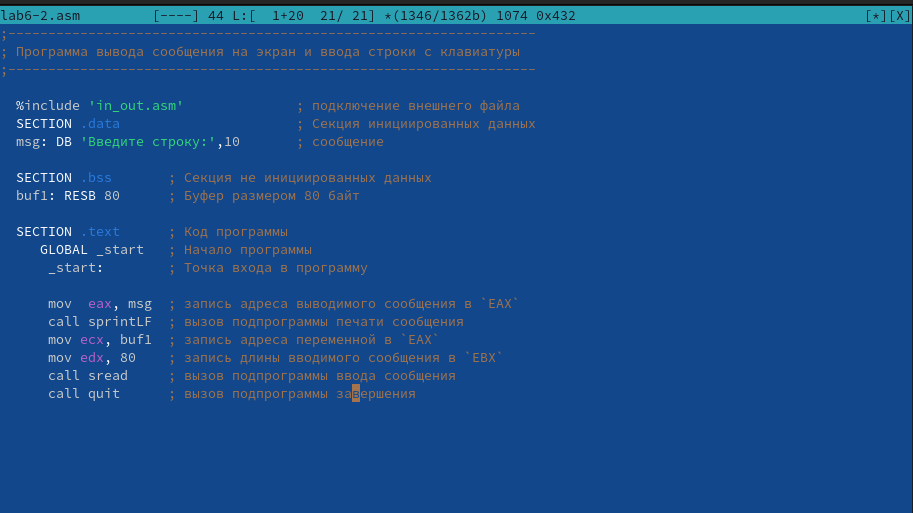 lab6-2.asm [----] 44 L:[ 1+20 21/ 21] *(1346/1362b) 1074 0x432 [*][X]
;------------------------------------------------------------------
; Программа вывода сообщения на экран и ввода строки с клавиатуры
;------------------------------------------------------------------
%include 'in_out.asm' ; подключение внешнего файла
SECTION .data ; Секция инициированных данных
msg: DB 'Введите строку:',10 ; сообщение
SECTION .bss ; Секция не инициированных данных
buf1: RESB 80 ; Буфер размером 80 байт
SECTION .text ; Код программы
GLOBAL _start ; Начало программы
_start: ; Точка входа в программу
mov eax, msg ; запись адреса выводимого сообщения в `EAX`
call sprintLF ; вызов подпрограммы печати сообщения
mov ecx, buf1 ; запись адреса переменной в `EAX`
mov edx, 80 ; запись длины вводимого сообщения в `EBX`
call sread ; вызов подпрограммы ввода сообщения
call quit ; вызов подпрограммы завершения